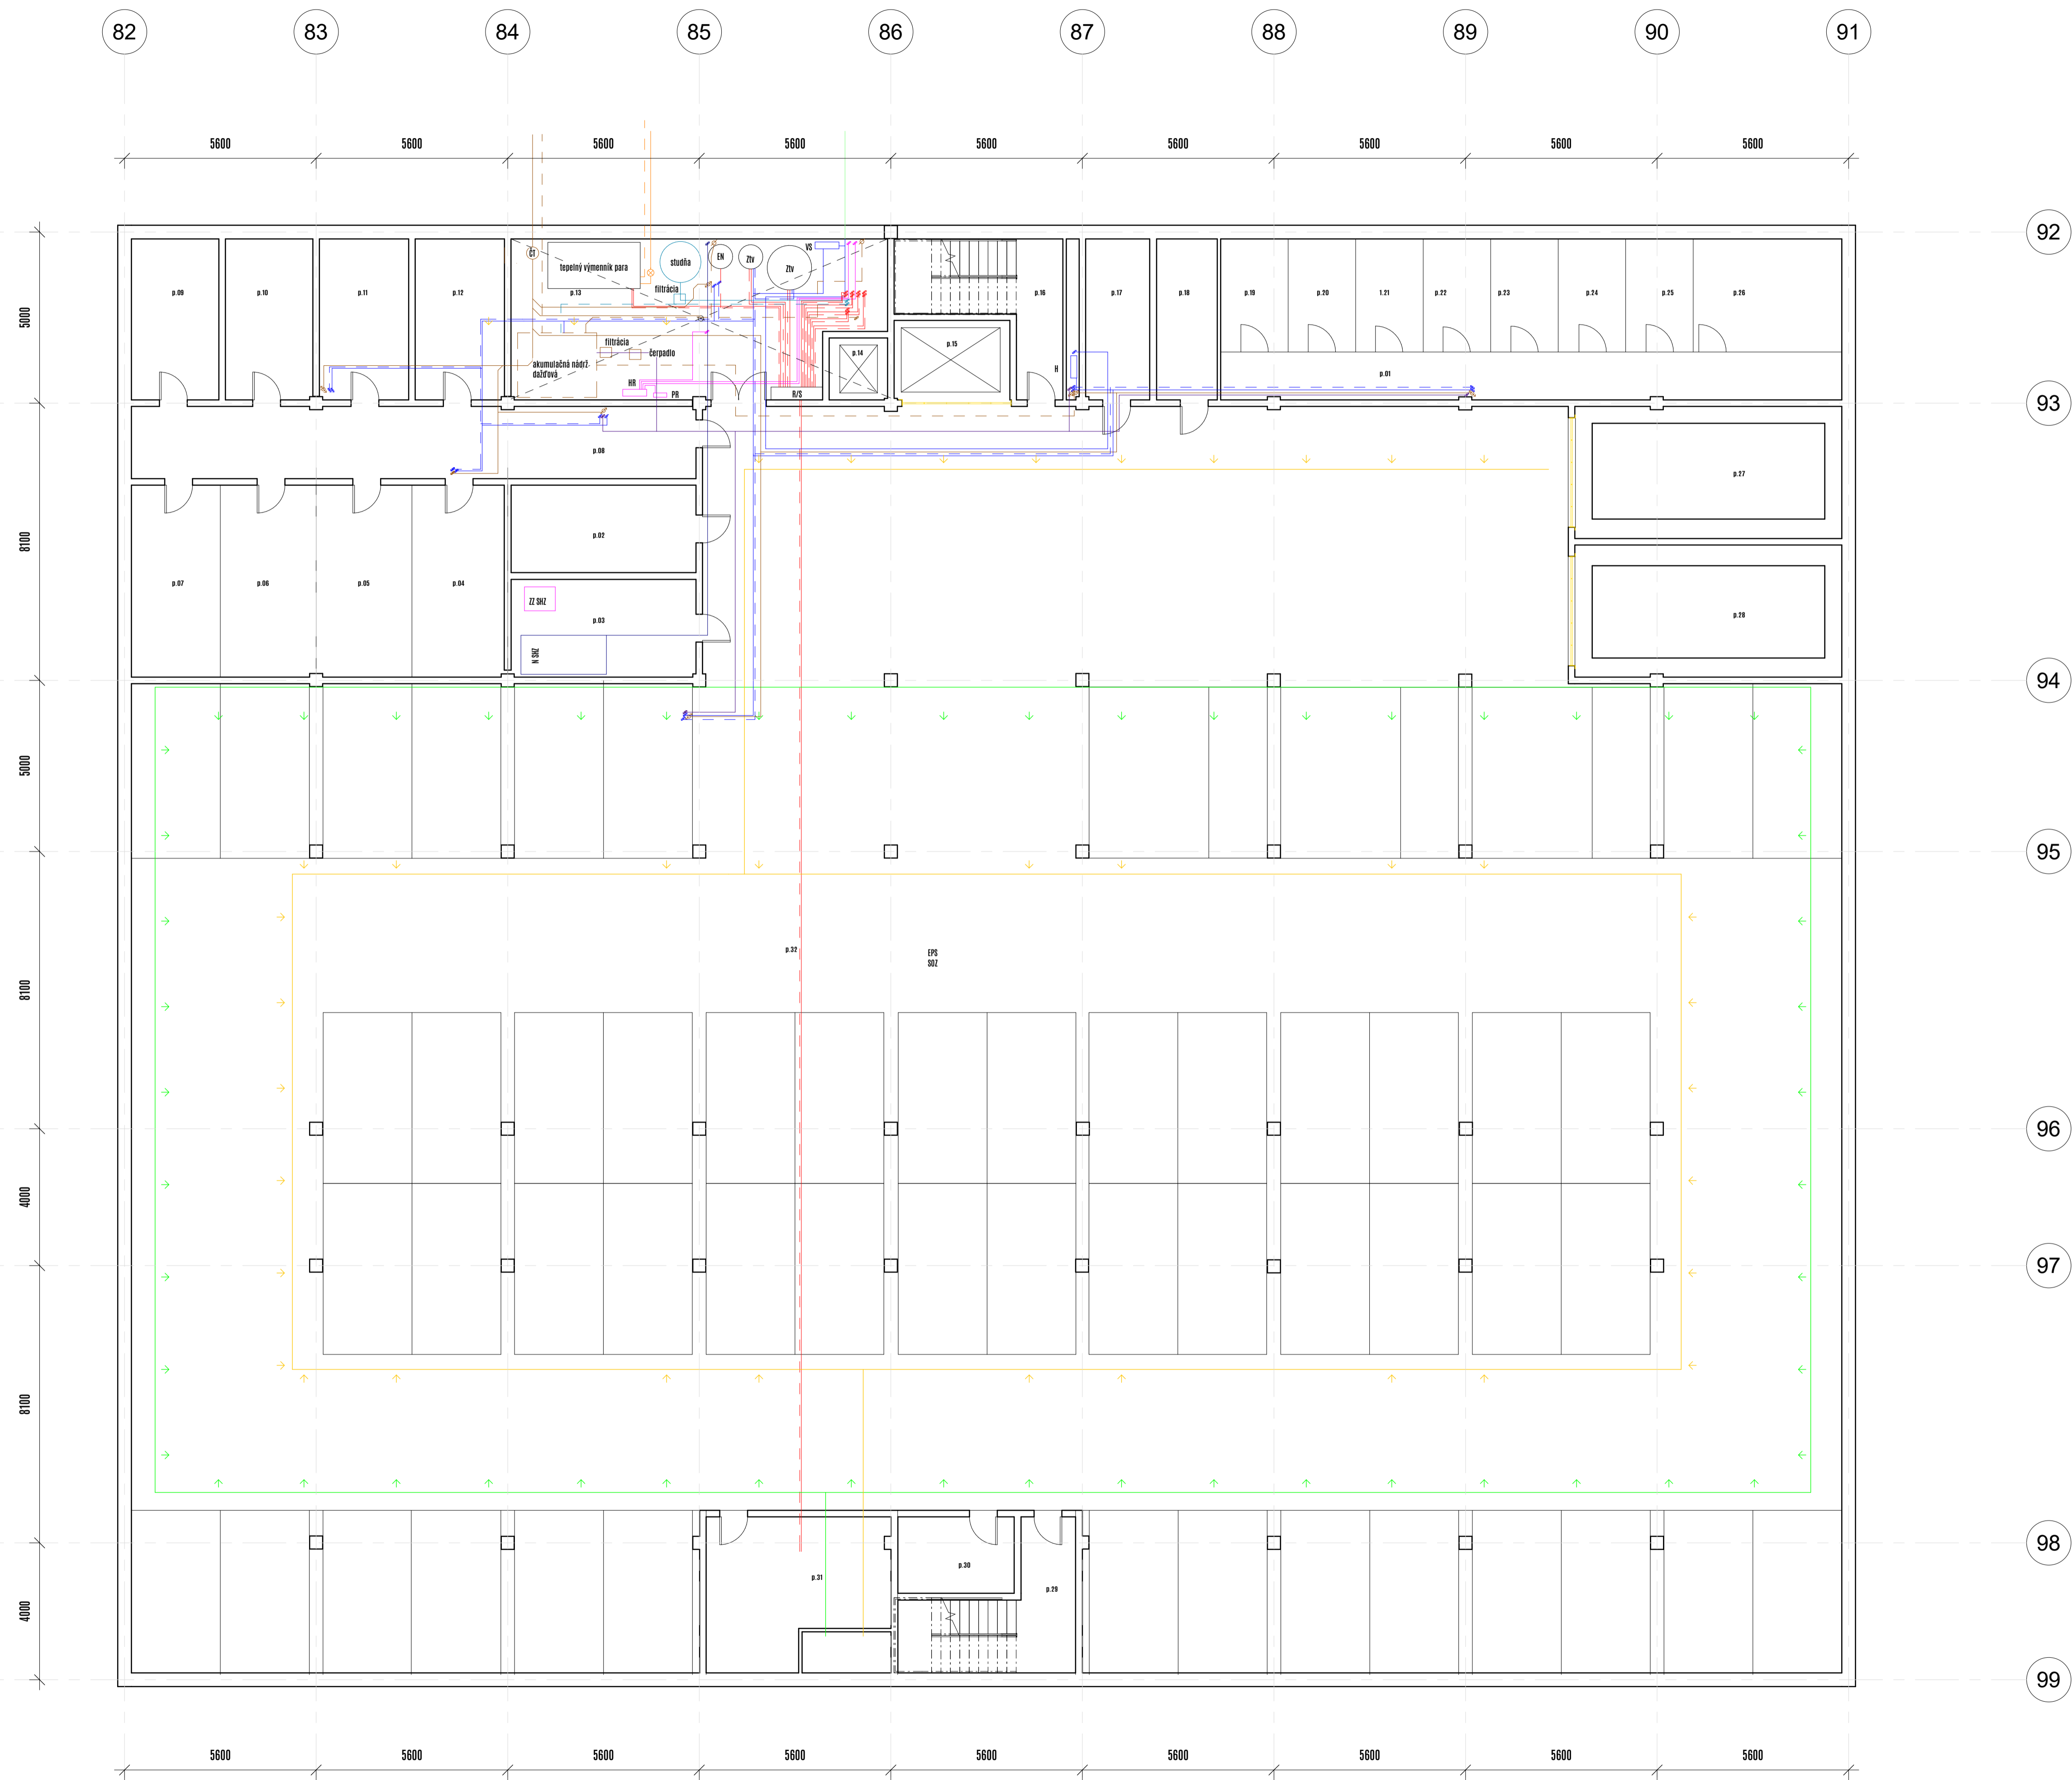 82 83 84 85 86 87 88 89 90 91
5600 5600 5600 5600 5600 5600 5600 5600 5600
92
5000
p.09
p.10
p.11
p.12
ČT
tepelný výmenník para
p.13
studňa
filtrácia
EN
Ztv
Ztv
VS
p.16
p.17
p.18
p.19
p.20
1.21
p.22
p.23
p.24
p.25
p.26
filtrácia
čerpadlo
akumulačná nádrž
dažďová
HR
PR
R/S
p.14
p.15
H
p.01
93
8100
p.08
p.02
p.27
p.07
p.06
p.05
p.04
ZZ SHZ
p.03
N SHZ
p.28
94
5000
95
8100
p.32
EPS
SOZ
96
4000
97
8100
98
4000
p.31
p.30
p.29
99
5600 5600 5600 5600 5600 5600 5600 5600 5600